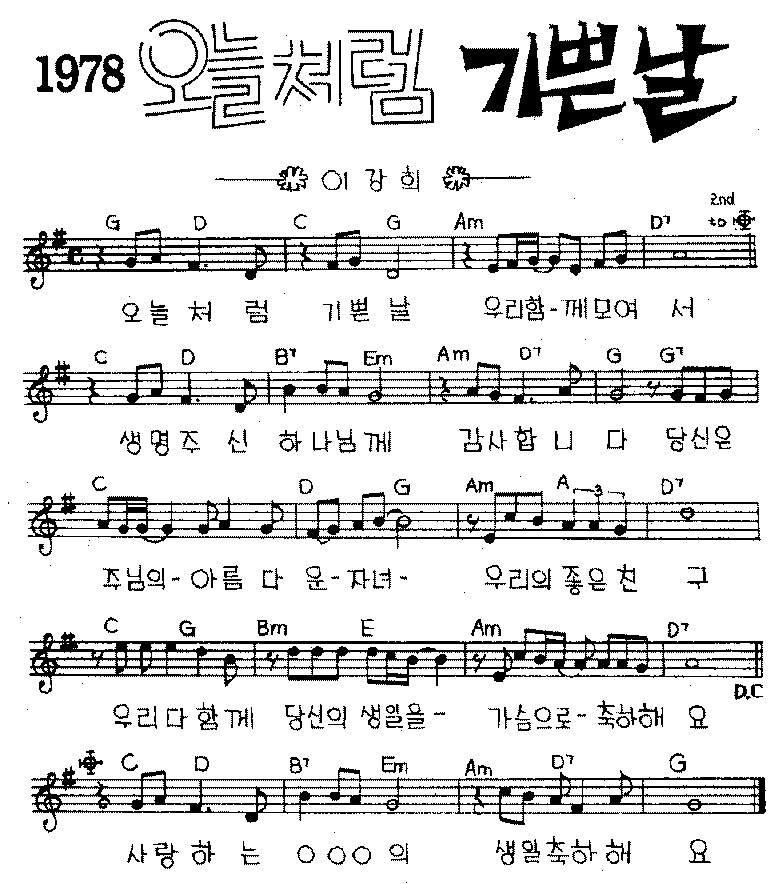 1978 오늘처럼 기쁜날
이강희
2nd
G D C G Am D7 to
오늘 처 럼 기쁜 날 우리함-께모여 서
C D B7 Em Am D7 G G7
생명주 신 하나님께 감사합 니 다 당신은
C D G Am A 3 D7
주님의-아름 다 운-자녀- 우리의 좋은 친 구
C G Bm E Am D7
D.C
우리다함께 당신의 생일을- 가슴으로-축하해 요
C D B7 Em Am D7 G
사랑하 는 ○○○의 생일축하해 요